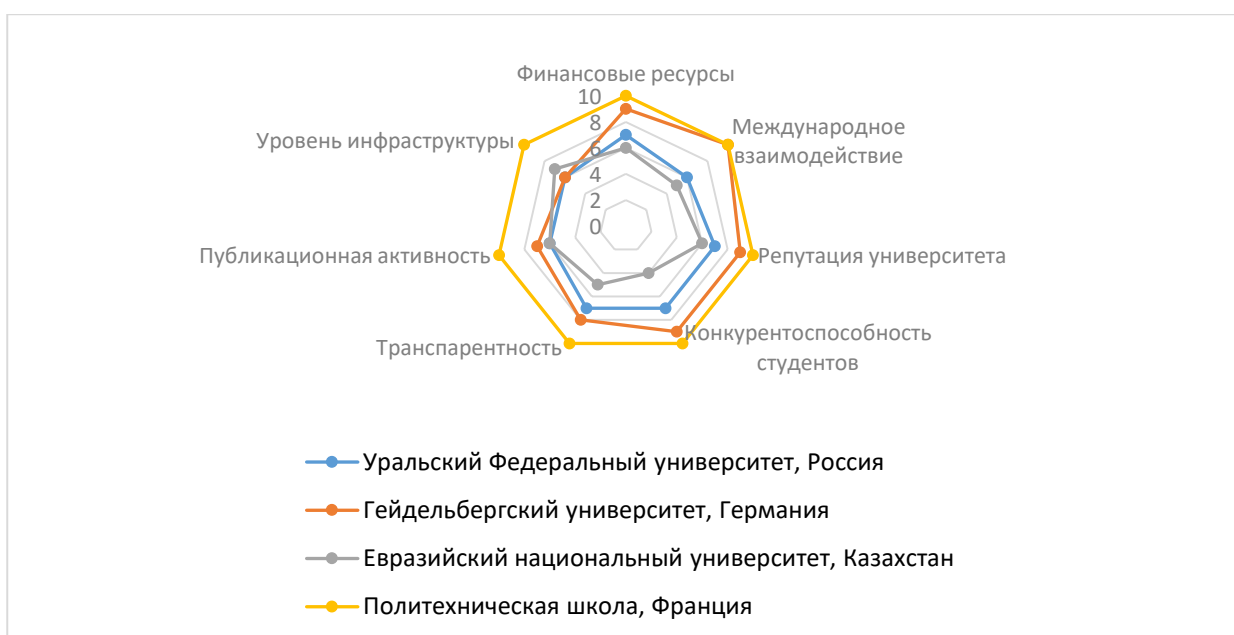 Финансовые ресурсы
10
8
6
4
2
0
Международное
взаимодействие
Репутация университета
Конкурентоспособность
студентов
Транспарентность
Публикационная активность
Уровень инфраструктуры
Уральский Федеральный университет, Россия
Гейдельбергский университет, Германия
Евразийский национальный университет, Казахстан
Политехническая школа, Франция